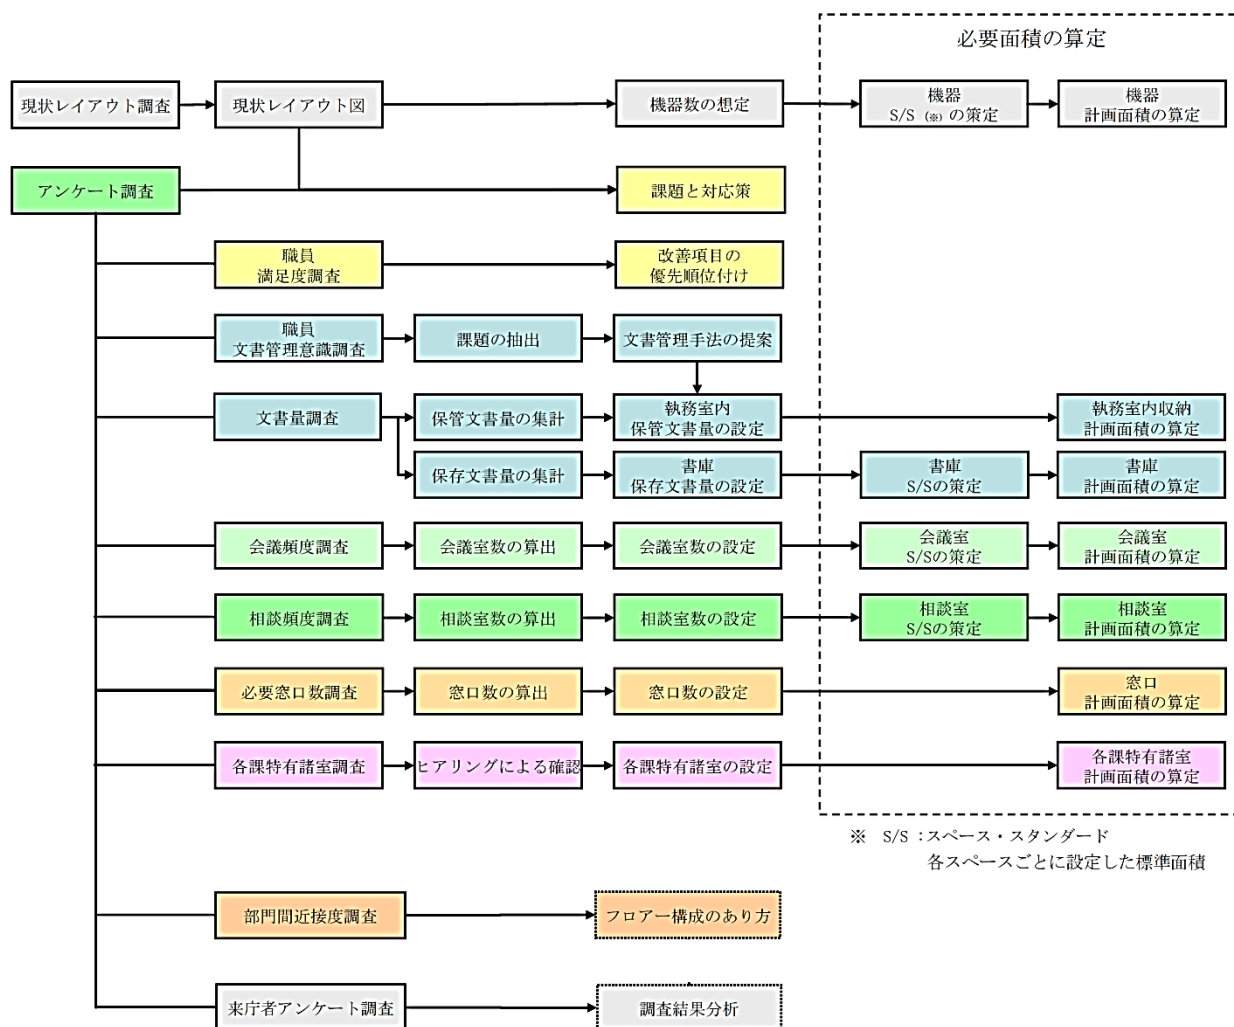 必要面積の算定
現状レイアウト調査
現状レイアウト図
機器数の想定
機器
S/S (※) の策定
機器
計画面積の算定
アンケート調査
課題と対応策
職員
満足度調査
改善項目の
優先順位付け
職員
文書管理意識調査
課題の抽出
文書管理手法の提案
文書量調査
保管文書量の集計
執務室内
保管文書量の設定
執務室内収納
計画面積の算定
保存文書量の集計
書庫
保存文書量の設定
書庫
S/Sの策定
書庫
計画面積の算定
会議頻度調査
会議室数の算出
会議室数の設定
会議室
S/Sの策定
会議室
計画面積の算定
相談頻度調査
相談室数の算出
相談室数の設定
相談室
S/Sの策定
相談室
計画面積の算定
必要窓口数調査
窓口数の算出
窓口数の設定
窓口
計画面積の算定
各課特有諸室調査
ヒアリングによる確認
各課特有諸室の設定
各課特有諸室
計画面積の算定
※ S/S:スペース・スタンダード
各スペースごとに設定した標準面積
部門間近接度調査
フロアー構成のあり方
来庁者アンケート調査
調査結果分析